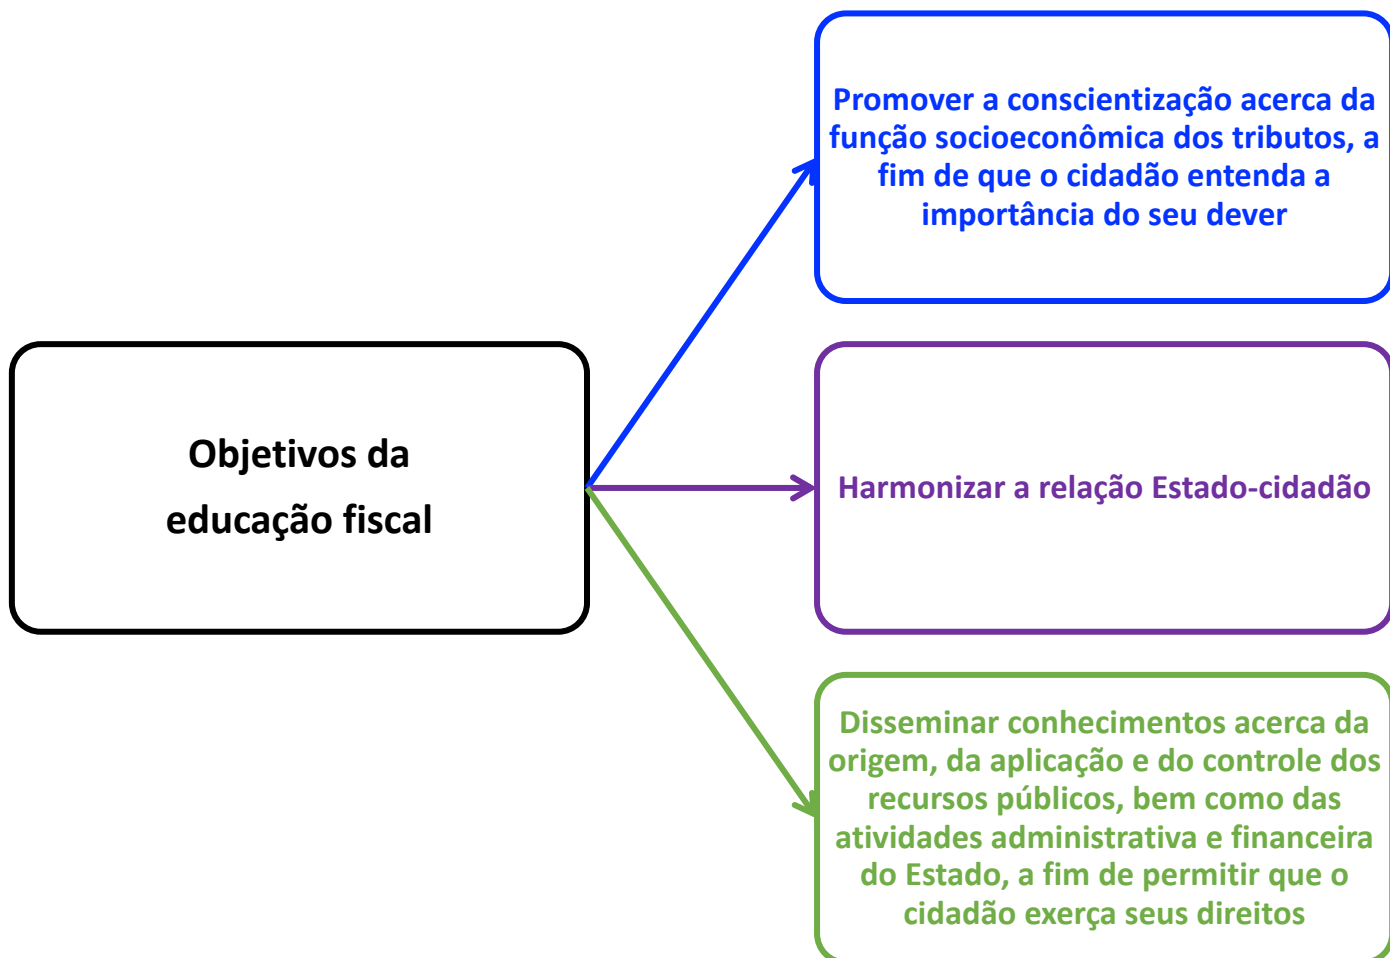 Objetivos da
educação fiscal
Promover a conscientização acerca da
função socioeconômica dos tributos, a
fim de que o cidadão entenda a
importância do seu dever
Harmonizar a relação Estado-cidadão
Disseminar conhecimentos acerca da
origem, da aplicação e do controle dos
recursos públicos, bem como das
atividades administrativa e financeira
do Estado, a fim de permitir que o
cidadão exerça seus direitos